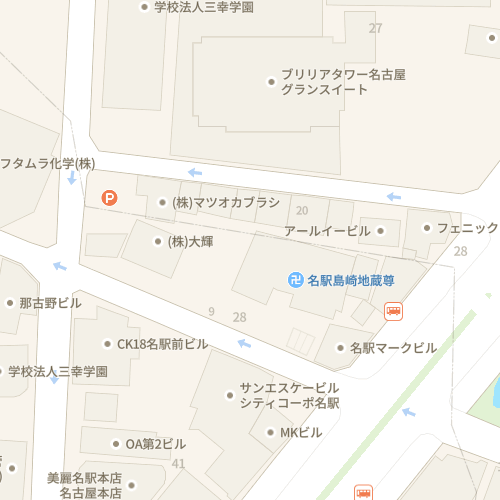 学校法人三幸学園
27
ブリリアタワー名古屋
グランスイート
フタムラ化学(株)
P
(株)マツオカブラシ
20
アールイービル
フェニック
(株)大輝
28
名駅島崎地蔵尊
那古野ビル
9
28
CK18名駅前ビル
名駅マークビル
学校法人三幸学園
サンエスケービル
シティコーポ名駅
MKビル
OA第2ビル
41
美麗名駅本店
名古屋本店